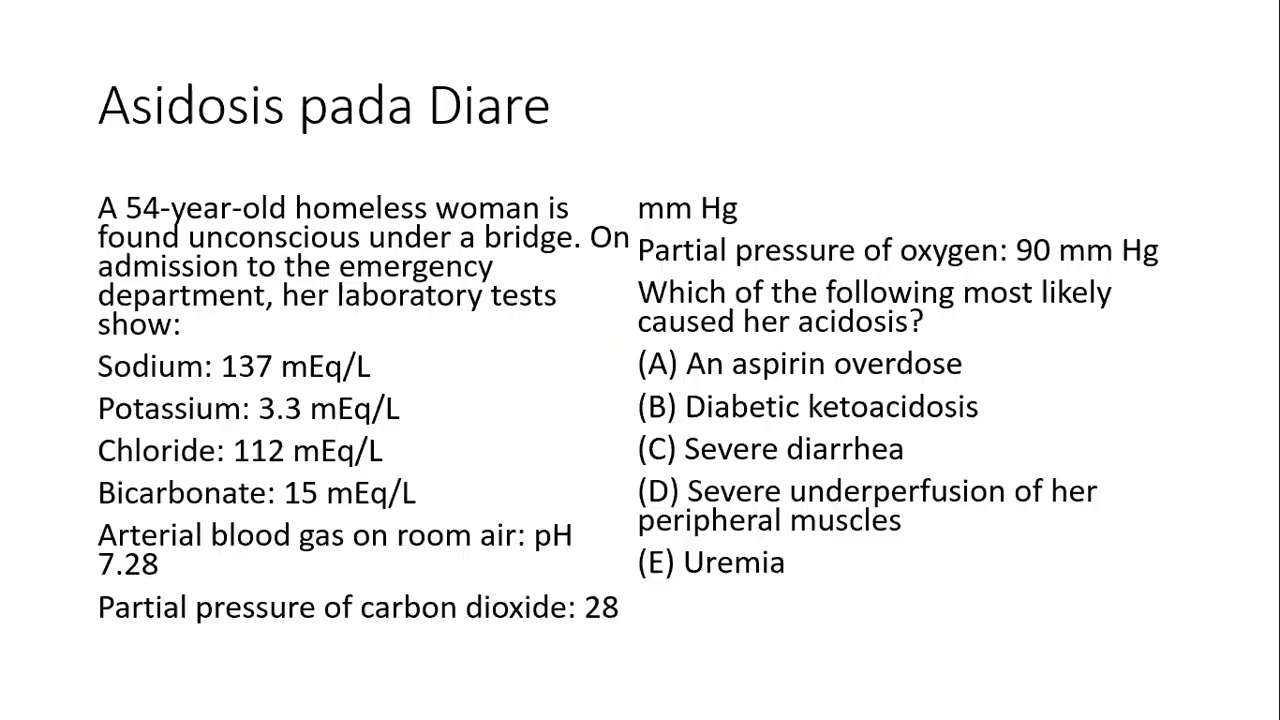 Asidosis pada Diare
A 54-year-old homeless woman is
found unconscious under a bridge. On
admission to the emergency
department, her laboratory tests
show:
Sodium: 137 mEq/L
Potassium: 3.3 mEq/L
Chloride: 112 mEq/L
Bicarbonate: 15 mEq/L
Arterial blood gas on room air: pH
7.28
Partial pressure of carbon dioxide: 28
mm Hg
Partial pressure of oxygen: 90 mm Hg
Which of the following most likely
caused her acidosis?
(A) An aspirin overdose
(B) Diabetic ketoacidosis
(C) Severe diarrhea
(D) Severe underperfusion of her
peripheral muscles
(E) Uremia